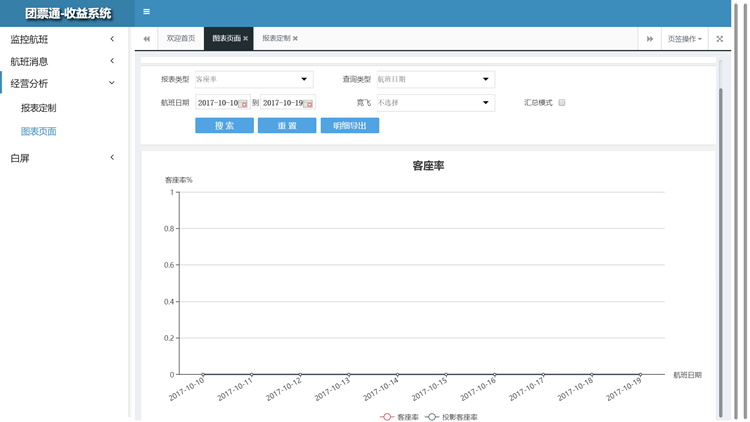 团票通-收益系统
监控航班
航班消息
经营分析
报表定制
图表页面
白屏
欢迎首页 图表页面 报表定制 页签操作
报表类型 客座率 查询类型 航班日期
航班日期 2017-10-10 到 2017-10-19 竞飞 不选择 汇总模式
搜 索 重 置 明细导出
客座率
客座率%
1
0.8
0.6
0.4
0.2
0
航班日期
2017-10-10 2017-10-11 2017-10-12 2017-10-13 2017-10-14 2017-10-15 2017-10-16 2017-10-17 2017-10-18 2017-10-19
客座率 投影客座率